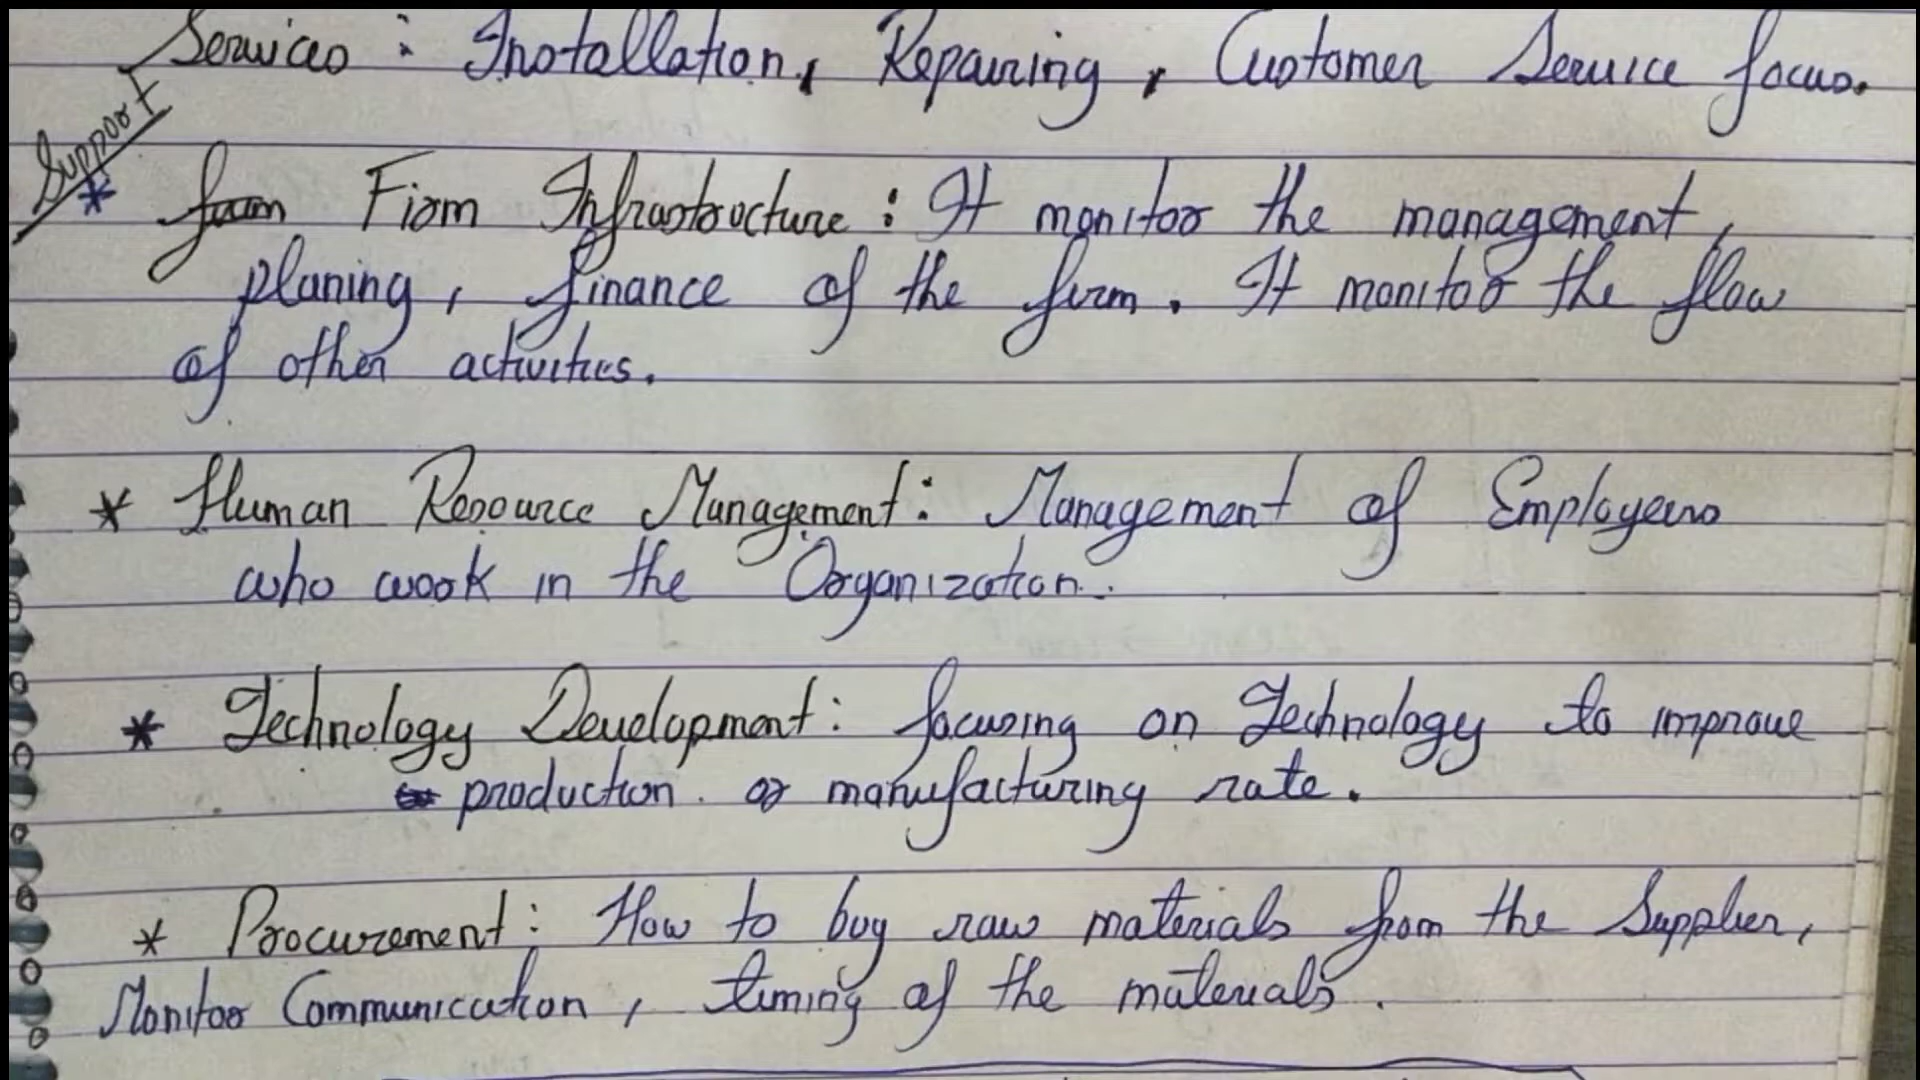 Services : Installation, Repairing, Customer Service focus.
Support
* Firm Infrastructure : It monitor the management,
planing, finance of the firm. It monitor the flow
of other activities.
* Human Resource Management : Management of Employees
who work in the Organization.
* Technology Development : focusing on Technology to improve
production or manufacturing rate.
* Procurement : How to buy raw materials from the Supplier,
Monitor Communication, timing of the materials.